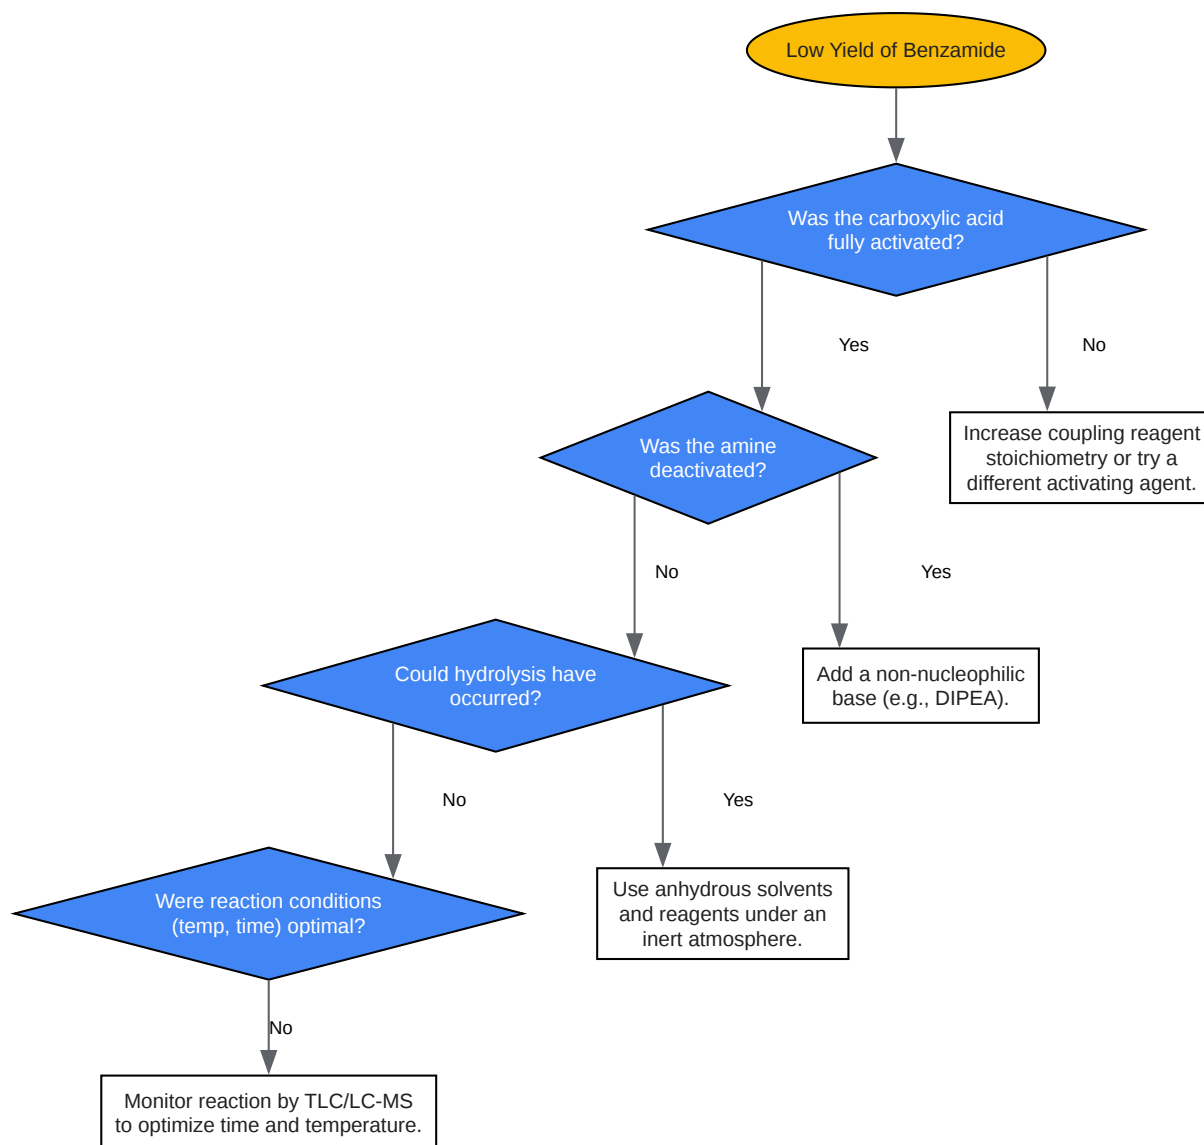 Low Yield of Benzamide
Was the carboxylic acid
fully activated?
Yes
No
Was the amine
deactivated?
Increase coupling reagent
stoichiometry or try a
different activating agent.
No
Yes
Could hydrolysis have
occurred?
Add a non-nucleophilic
base (e.g., DIPEA).
No
Yes
Were reaction conditions
(temp, time) optimal?
Use anhydrous solvents
and reagents under an
inert atmosphere.
No
Monitor reaction by TLC/LC-MS
to optimize time and temperature.